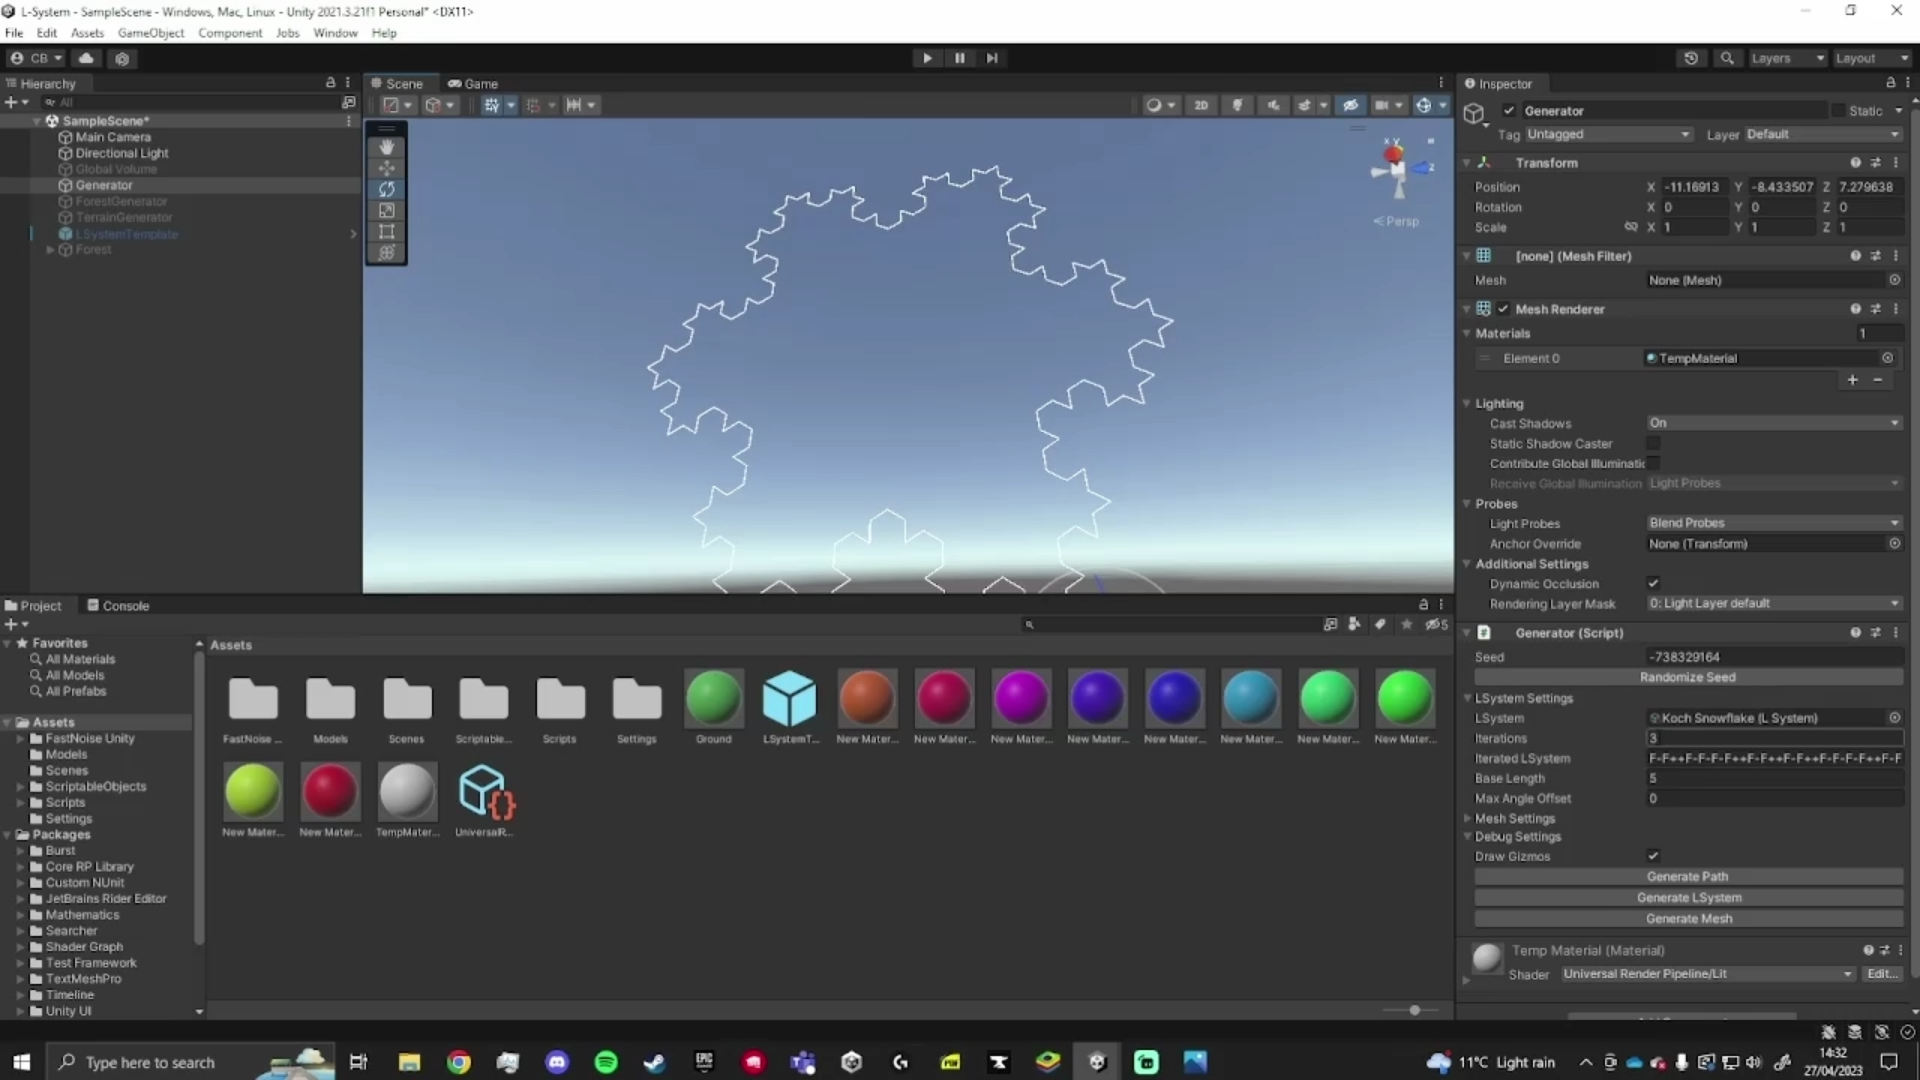 L-System - SampleScene - Windows, Mac, Linux - Unity 2021.3.21f1 Personal* <DX11>
File Edit Assets GameObject Component Jobs Window Help
CB
Layers
Layout
Hierarchy
All
SampleScene*
Main Camera
Directional Light
Global Volume
Generator
ForestGenerator
TerrainGenerator
LSystemTemplate
Forest
Scene
Game
2D
Persp
Inspector
Generator
Static
Tag Untagged
Layer Default
Transform
Position X -11.16913 Y -8.433507 Z 7.279638
Rotation X 0 Y 0 Z 0
Scale X 1 Y 1 Z 1
[none] (Mesh Filter)
Mesh None (Mesh)
Mesh Renderer
Materials 1
Element 0 TempMaterial
Lighting
Cast Shadows On
Static Shadow Caster
Contribute Global Illuminatic
Receive Global Illumination Light Probes
Probes
Light Probes Blend Probes
Anchor Override None (Transform)
Additional Settings
Dynamic Occlusion
Rendering Layer Mask 0: Light Layer default
Generator (Script)
Seed -738329164
Randomize Seed
LSystem Settings
LSystem Koch Snowflake (L System)
Iterations 3
Iterated LSystem F-F++F-F-F-F++F-F++F-F++F-F-F-F++F-F
Base Length 5
Max Angle Offset 0
Mesh Settings
Debug Settings
Draw Gizmos
Generate Path
Generate LSystem
Generate Mesh
Temp Material (Material)
Shader Universal Render Pipeline/Lit Edit...
Project
Console
5
Favorites
All Materials
All Models
All Prefabs
Assets
FastNoise Unity
Models
Scenes
ScriptableObjects
Scripts
Settings
Packages
Burst
Core RP Library
Custom NUnit
JetBrains Rider Editor
Mathematics
Searcher
Shader Graph
Test Framework
TextMeshPro
Timeline
Unity UI
Assets
FastNoise ... Models Scenes Scriptable... Scripts Settings Ground LSystemT... New Mater... New Mater... New Mater... New Mater... New Mater... New Mater... New Mater... New Mater...
New Mater... New Mater... TempMater... UniversalR...
Type here to search
11°C Light rain
14:32
27/04/2023